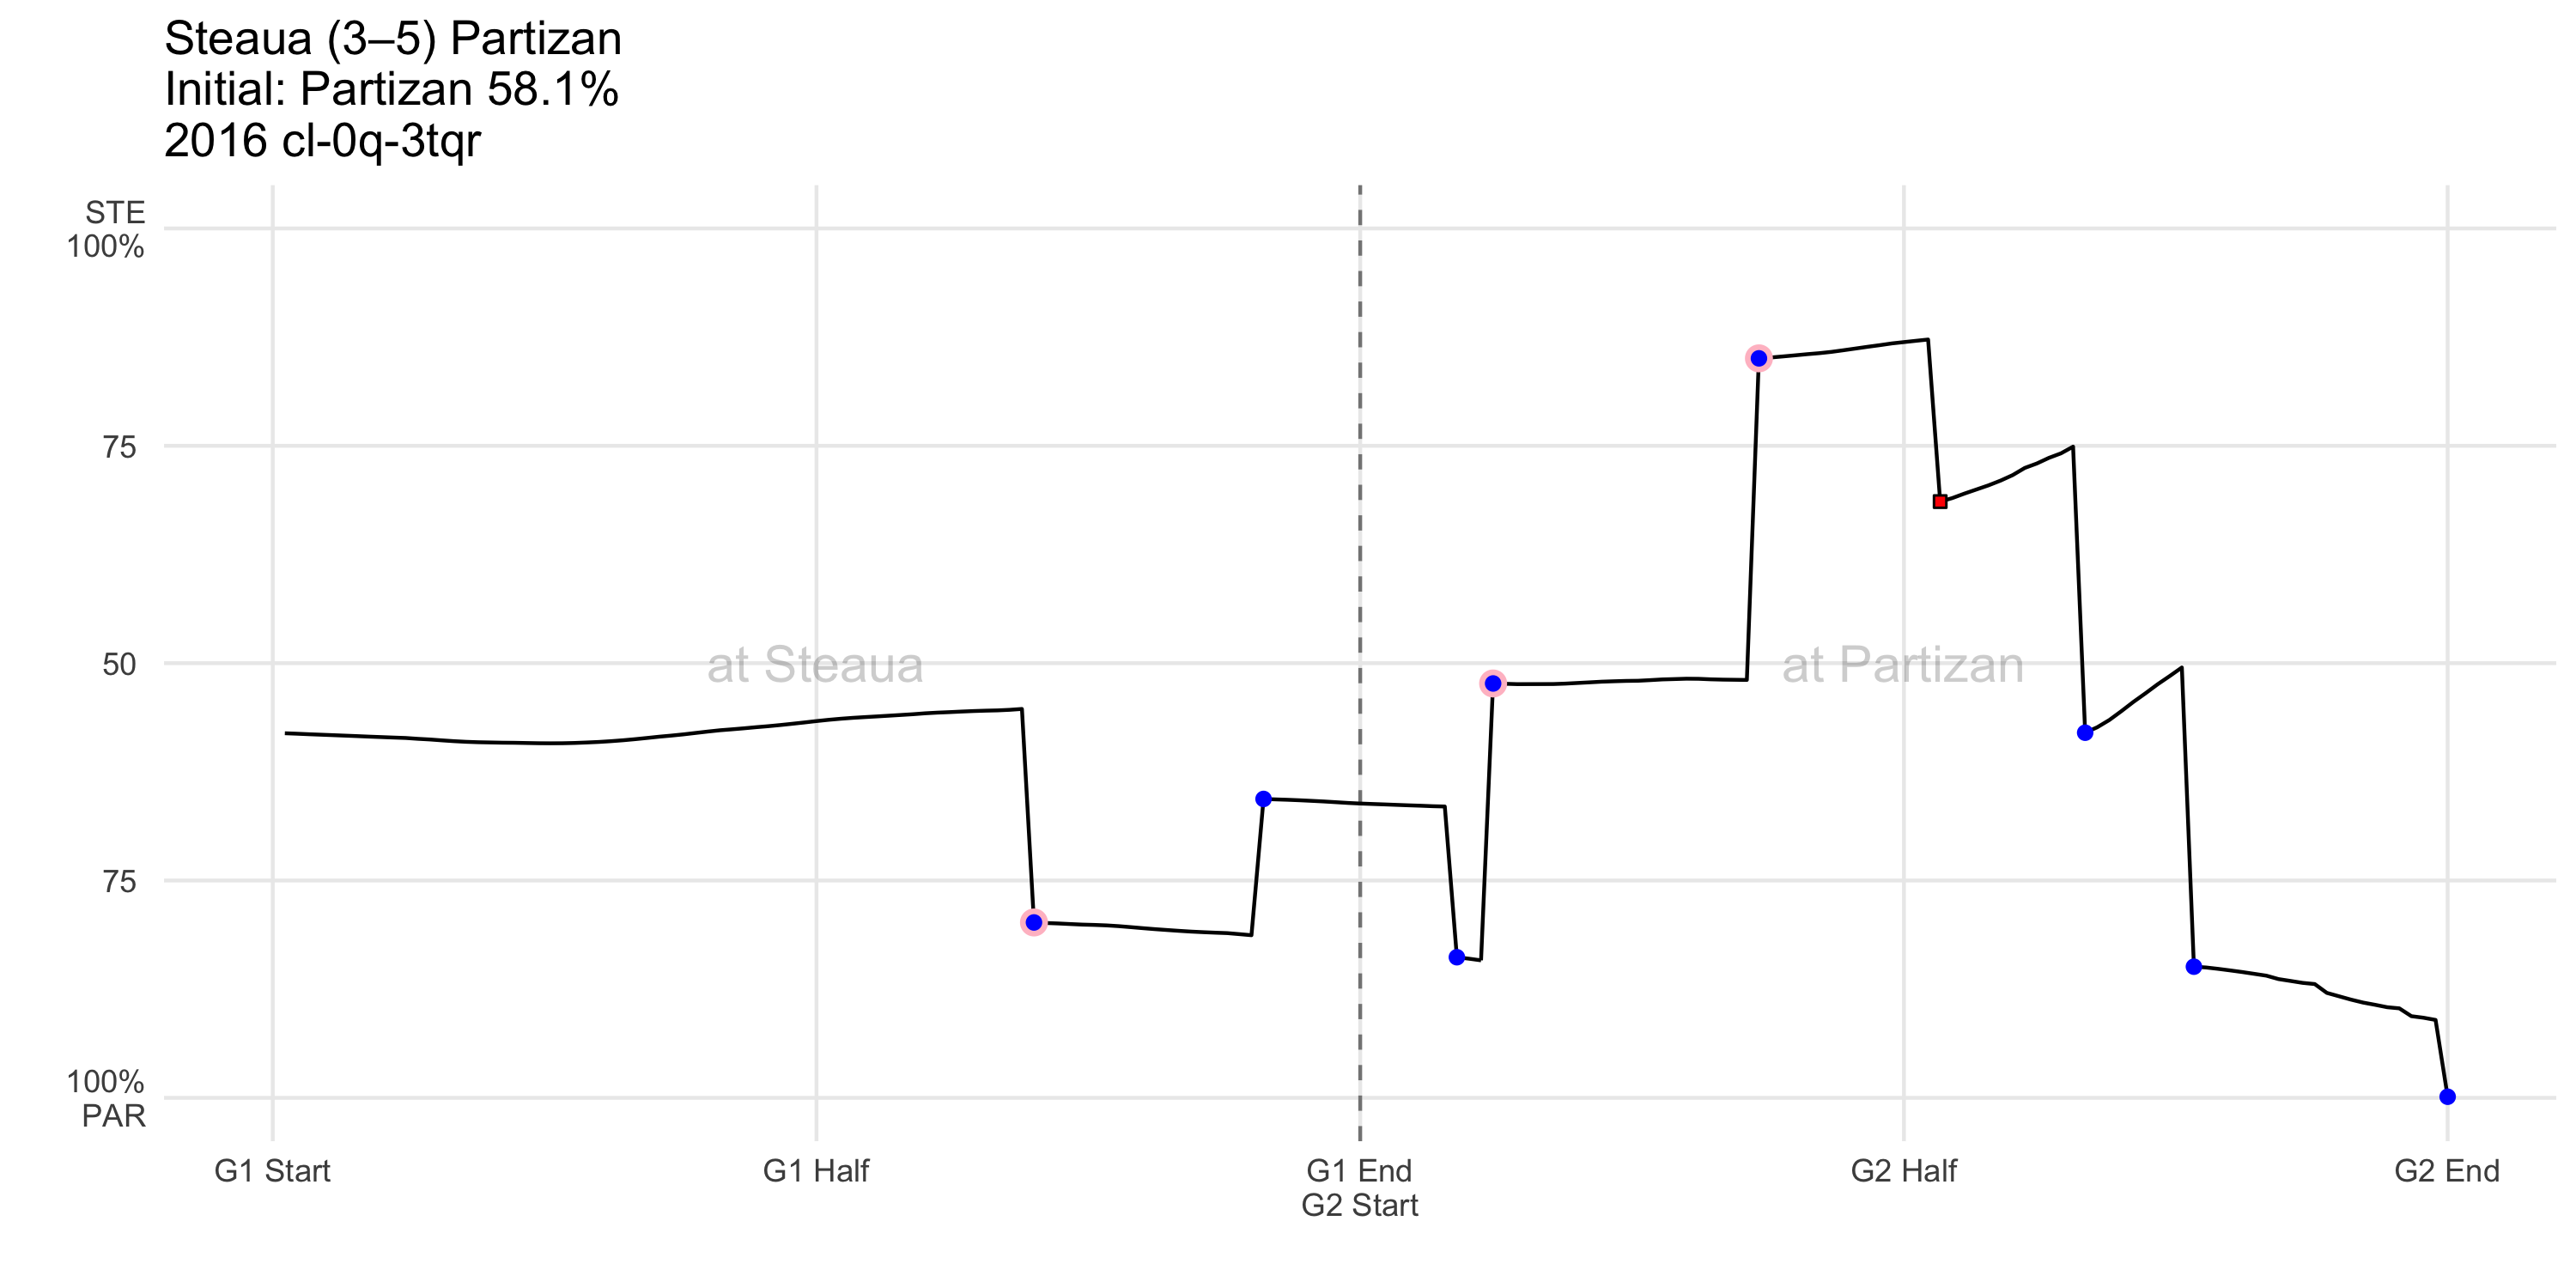 Steaua (3–5) Partizan
Initial: Partizan 58.1%
2016 cl-0q-3tqr
STE
100%
75
50
at Steaua
at Partizan
75
100%
PAR
G1 Start
G1 Half
G1 End
G2 Start
G2 Half
G2 End